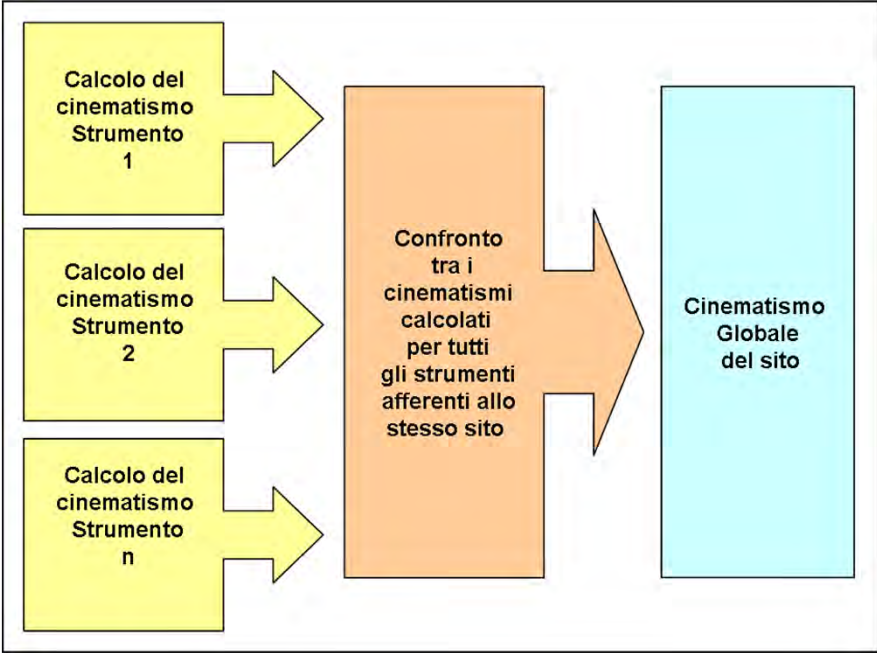 Calcolo del
cinematismo
Strumento
1
Calcolo del
cinematismo
Strumento
2
Calcolo del
cinematismo
Strumento
n
Confronto
tra i
cinematismi
calcolati
per tutti
gli strumenti
afferenti allo
stesso sito
Cinematismo
Globale
del sito